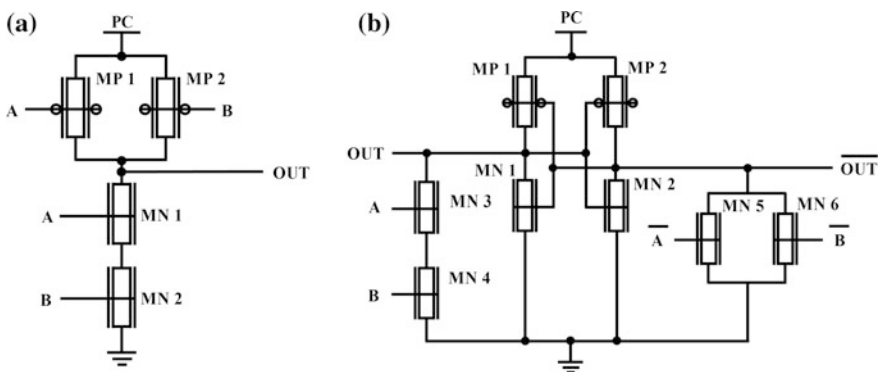 (a)
PC
MP 1
MP 2
A
B
OUT
A
MN 1
B
MN 2
(b)
PC
MP 1
MP 2
OUT
MN 1
MN 2
O̅U̅T̅
A
MN 3
MN 5
MN 6
A̅
B̅
B
MN 4